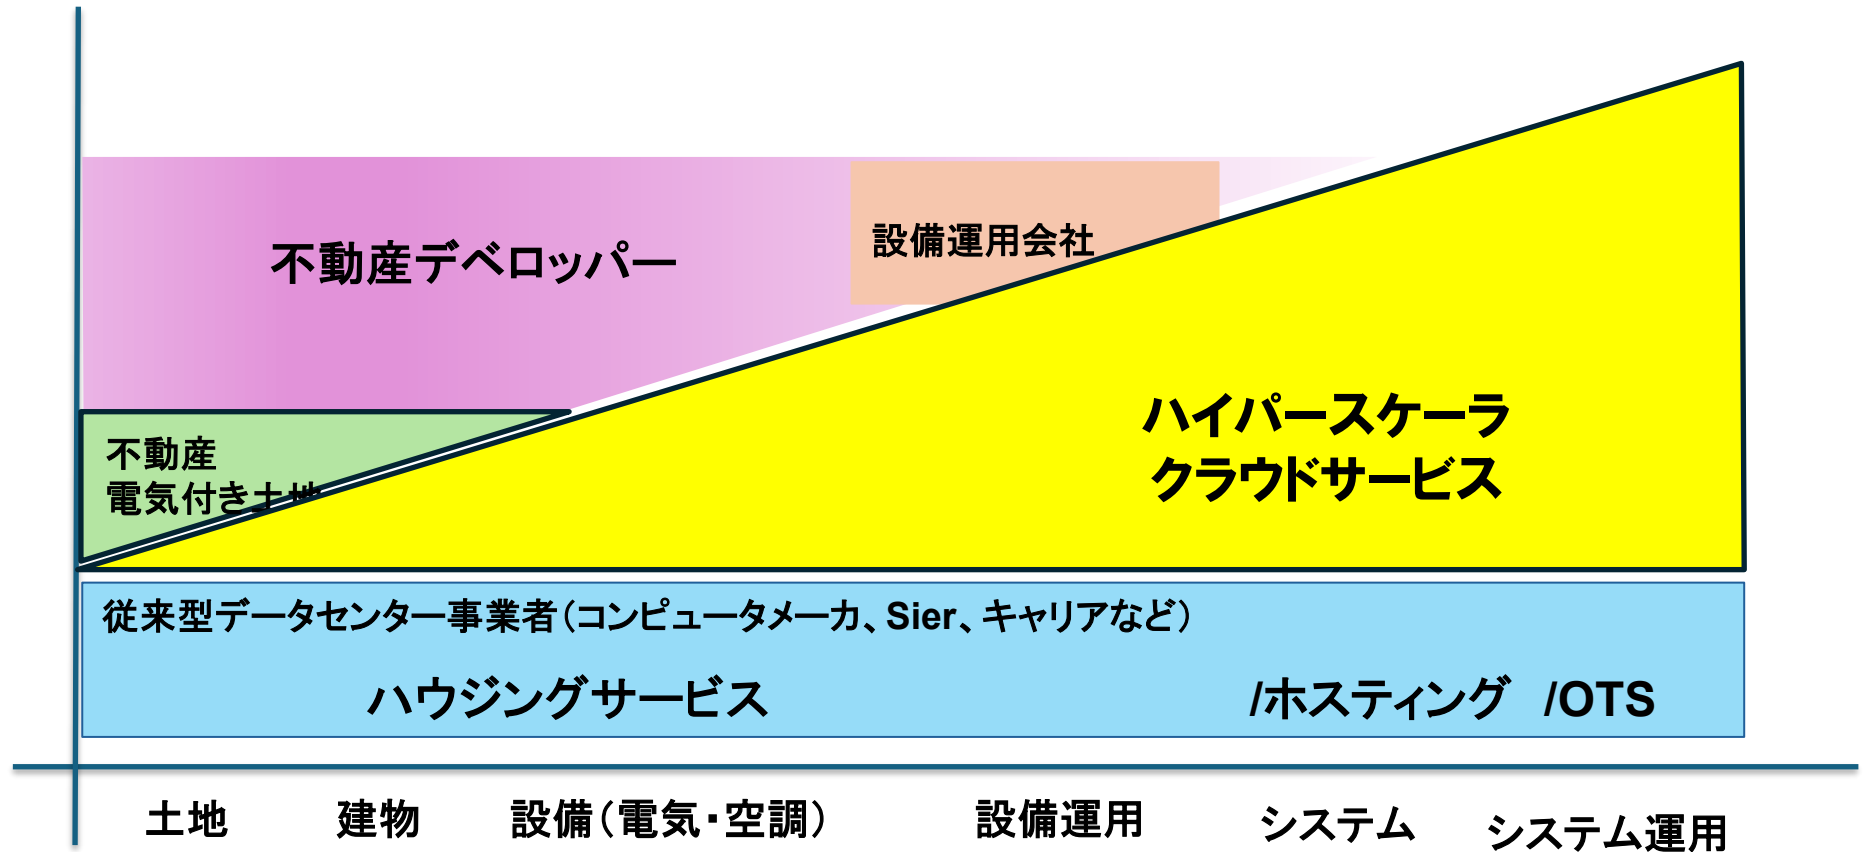 不動産デベロッパー
設備運用会社
不動産
電気付き土地
ハイパースケーラ
クラウドサービス
従来型データセンター事業者（コンピュータメーカ、Sier、キャリアなど）
ハウジングサービス /ホスティング /OTS
土地 建物 設備（電気・空調） 設備運用 システム システム運用